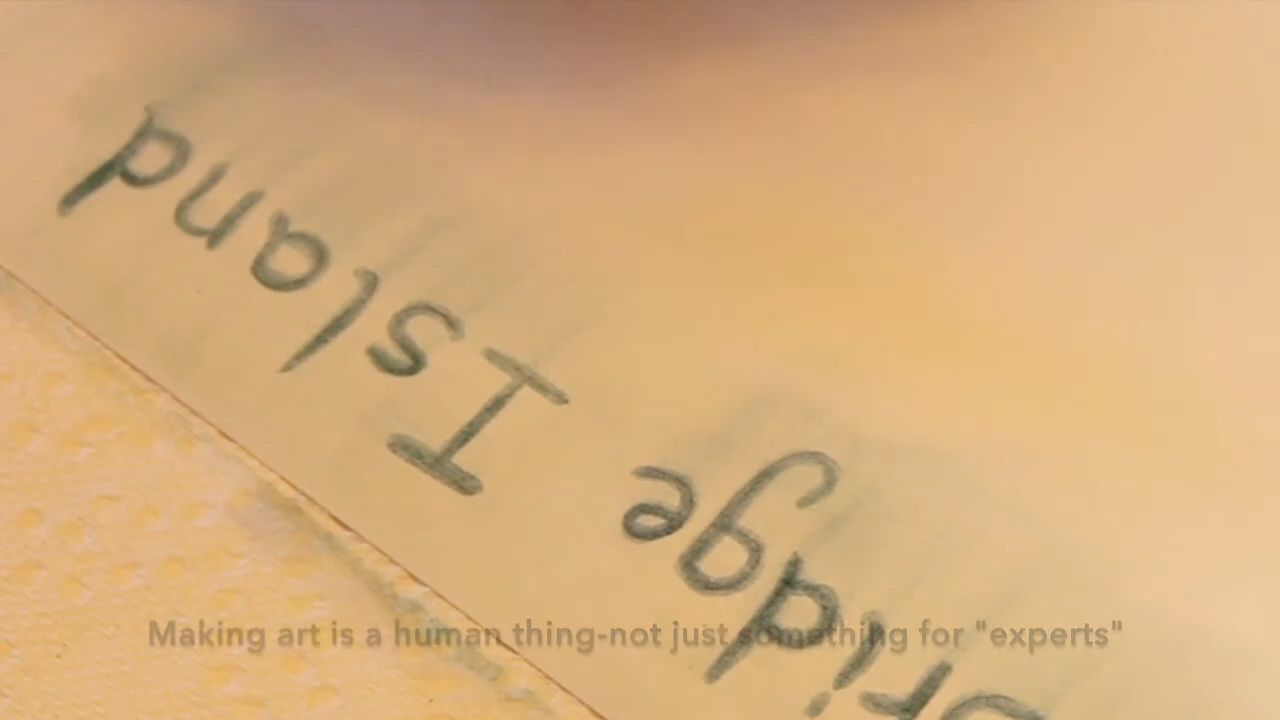 ridge Island
Making art is a human thing-not just something for "experts"